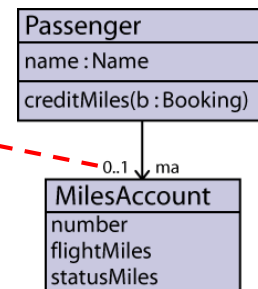 Passenger
name : Name
creditMiles(b : Booking)
0..1 ma
MilesAccount
number
flightMiles
statusMiles